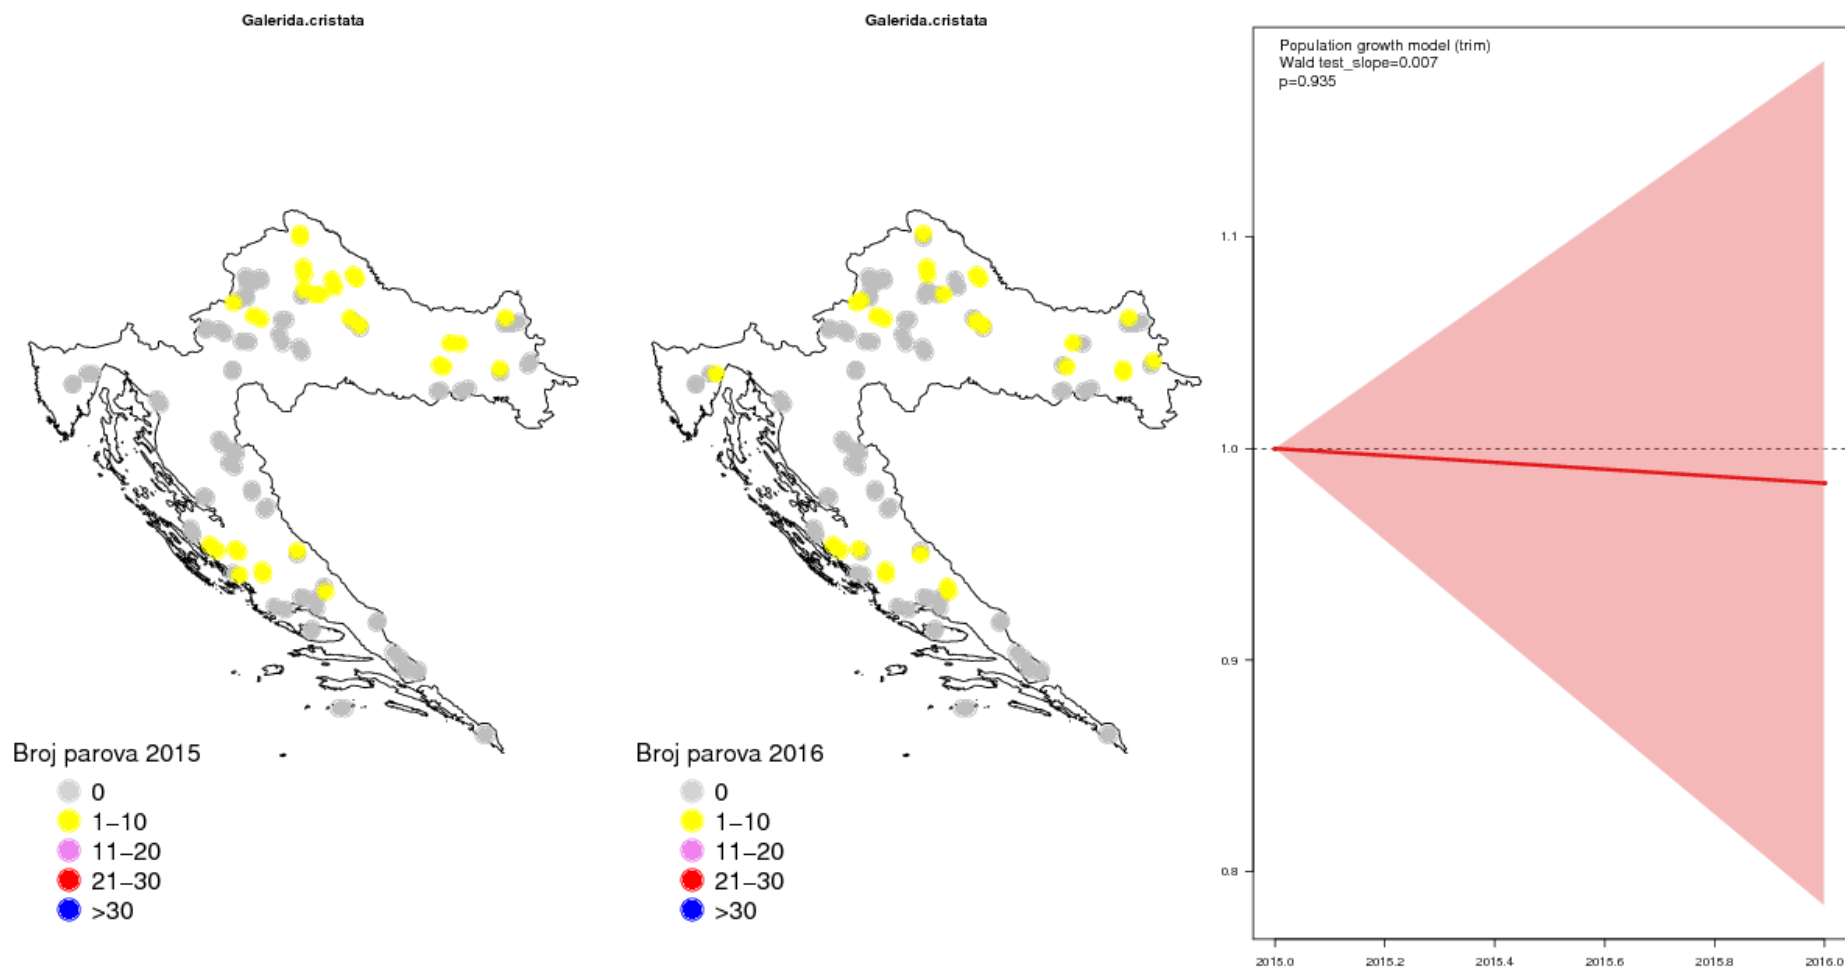 Galerida.cristata
Broj parova 2015
0
1–10
11–20
21–30
>30
Galerida.cristata
Broj parova 2016
0
1–10
11–20
21–30
>30
Population growth model (trim)
Wald test_slope=0.007
p=0.935
1.1
1.0
0.9
0.8
2015.0 2015.2 2015.4 2015.6 2015.8 2016.0